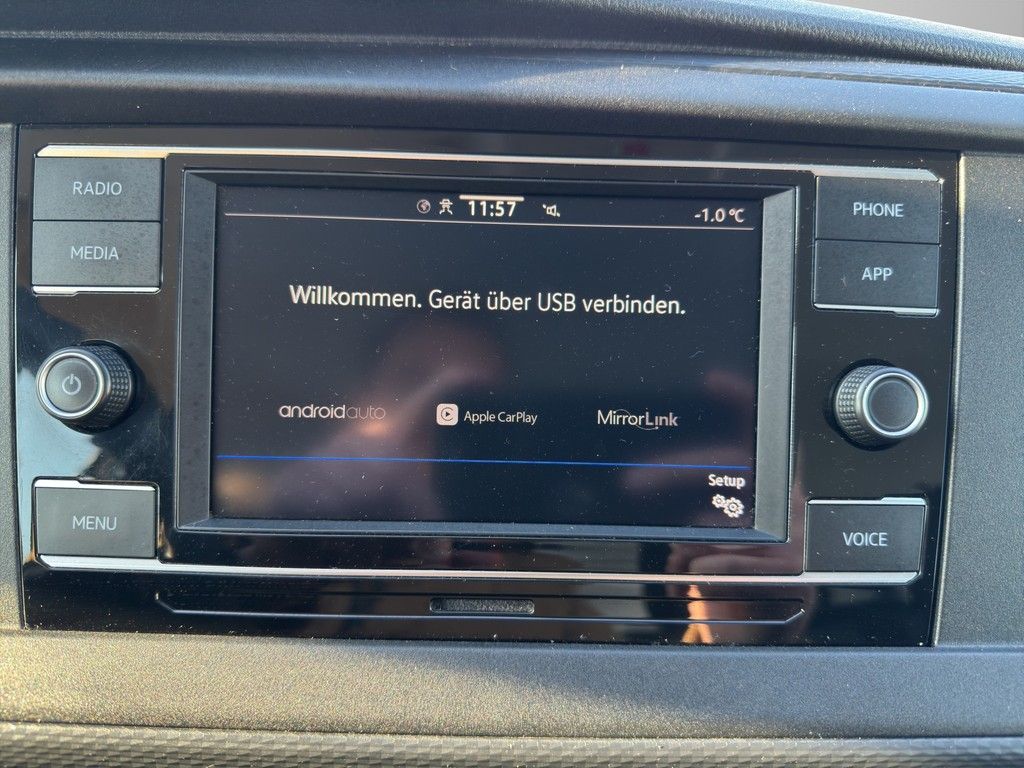 RADIO
MEDIA
MENU
11:57
-1.0 °C
Willkommen. Gerät über USB verbinden.
androidauto
Apple CarPlay
MirrorLink
Setup
PHONE
APP
VOICE